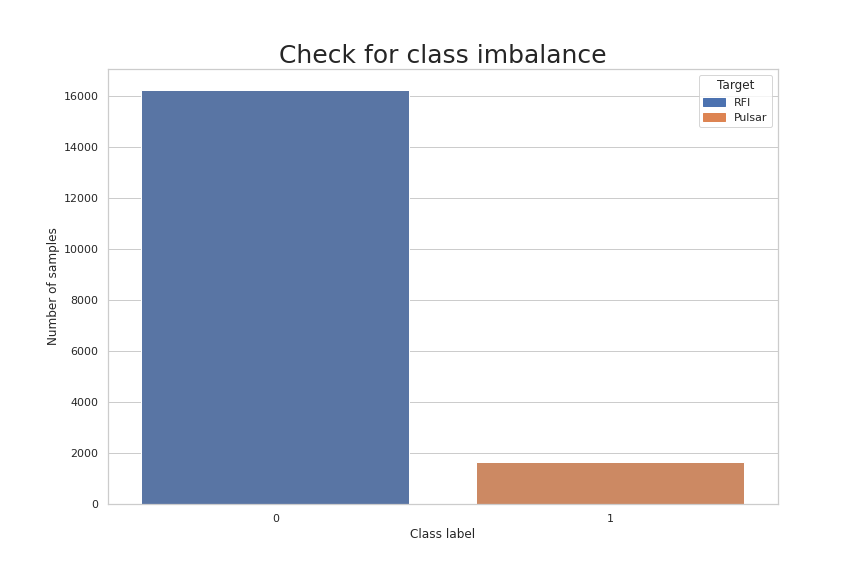 Check for class imbalance
Target
RFI
Pulsar
Number of samples
16000
14000
12000
10000
8000
6000
4000
2000
0
0
1
Class label